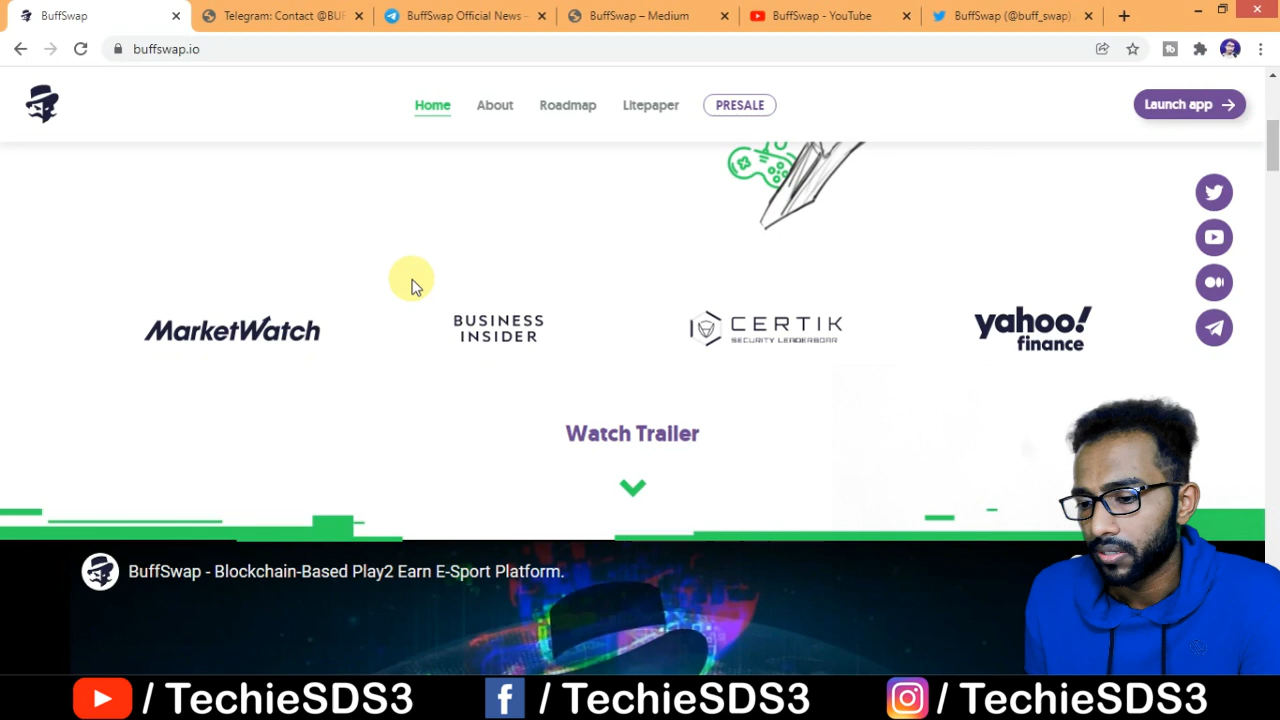 BuffSwap
Telegram: Contact @BUF
BuffSwap Official News –
BuffSwap – Medium
BuffSwap - YouTube
BuffSwap (@buff_swap)
buffswap.io
Home
About
Roadmap
Litepaper
PRESALE
Launch app
MarketWatch
BUSINESS
INSIDER
CERTIK
SECURITY LEADERBOAR
yahoo!
finance
Watch Trailer
BuffSwap - Blockchain-Based Play2 Earn E-Sport Platform.
/ TechieSDS3
/ TechieSDS3
/ TechieSDS3